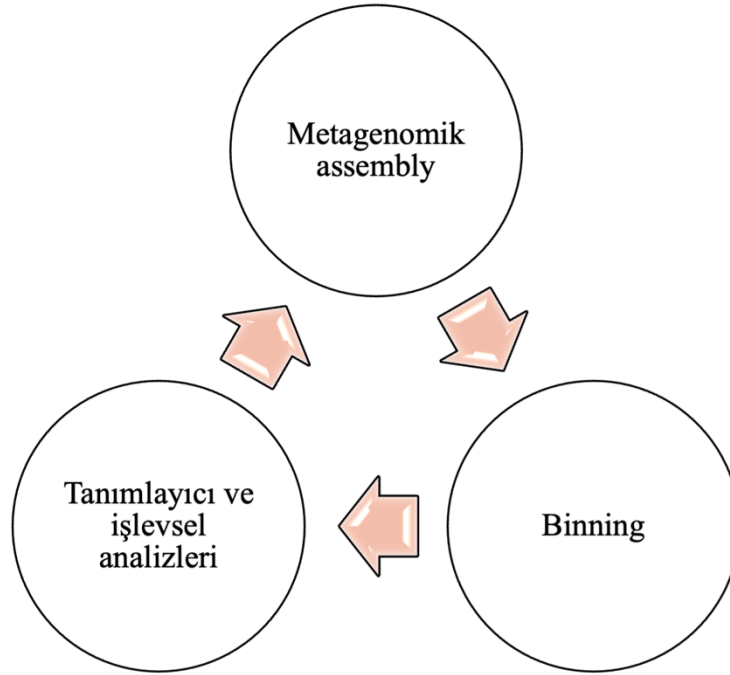 Metagenomik
assembly
Tanımlayıcı ve
işlevsel
analizleri
Binning